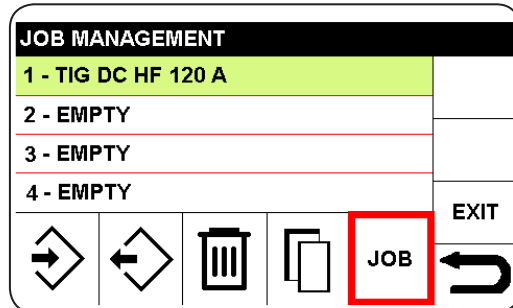 JOB MANAGEMENT
1 - TIG DC HF 120 A
2 - EMPTY
3 - EMPTY
4 - EMPTY
EXIT
JOB